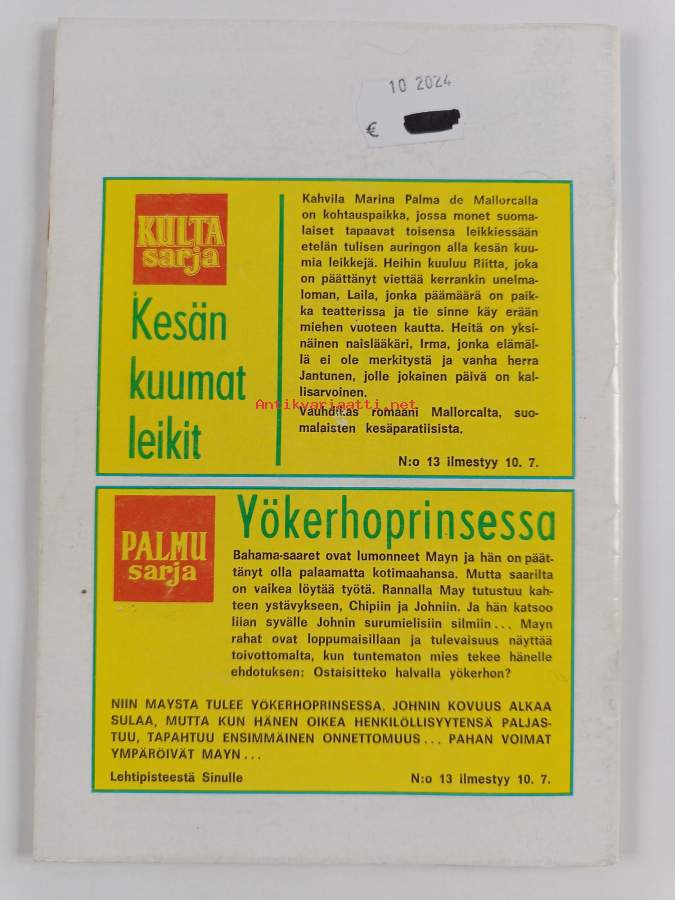 10 2024
€
KULTA
sarja
Kesän
kuumat
leikit
Kahvila Marina Palma de Mallorcalla
on kohtauspaikka, jossa monet suoma-
laiset tapaavat toisensa leikkiessään
etelän tulisen auringon alla kesän kuu-
mia leikkejä. Heihin kuuluu Riitta, joka
on päättänyt viettää kerrankin unelma-
loman, Laila, jonka päämäärä on paik-
ka teatterissa ja tie sinne käy erään
miehen vuoteen kautta. Heitä on yksi-
näinen naislääkäri, Irma, jonka elämäl-
lä ei ole merkitystä ja vanha herra
Jantunen, jolle jokainen päivä on kal-
lisarvoinen.
Antikvariaatti.net
Vauhdikas romaani Mallorcalta, suo-
malaisten kesäparatiisista.
N:o 13 ilmestyy 10. 7.
PALMU
sarja
Yökerhoprinsessa
Bahama-saaret ovat lumonneet Mayn ja hän on päät-
tänyt olla palaamatta kotimaahansa. Mutta saarilta
on vaikea löytää työtä. Rannalla May tutustuu kah-
teen ystävykseen, Chipiin ja Johniin. Ja hän katsoo
liian syvälle Johnin surumielisiin silmiin... Mayn
rahat ovat loppumaisillaan ja tulevaisuus näyttää
toivottomalta, kun tuntematon mies tekee hänelle
ehdotuksen: Ostaisitteko halvalla yökerhon?
NIIN MAYSTA TULEE YÖKERHOPRINSESSA. JOHNIN KOVUUS ALKAA
SULAA, MUTTA KUN HÄNEN OIKEA HENKILÖLLISYYTENSÄ PALJAS-
TUU, TAPAHTUU ENSIMMÄINEN ONNETTOMUUS... PAHAN VOIMAT
YMPÄRÖIVÄT MAYN...
Lehtipisteestä Sinulle
N:o 13 ilmestyy 10. 7.